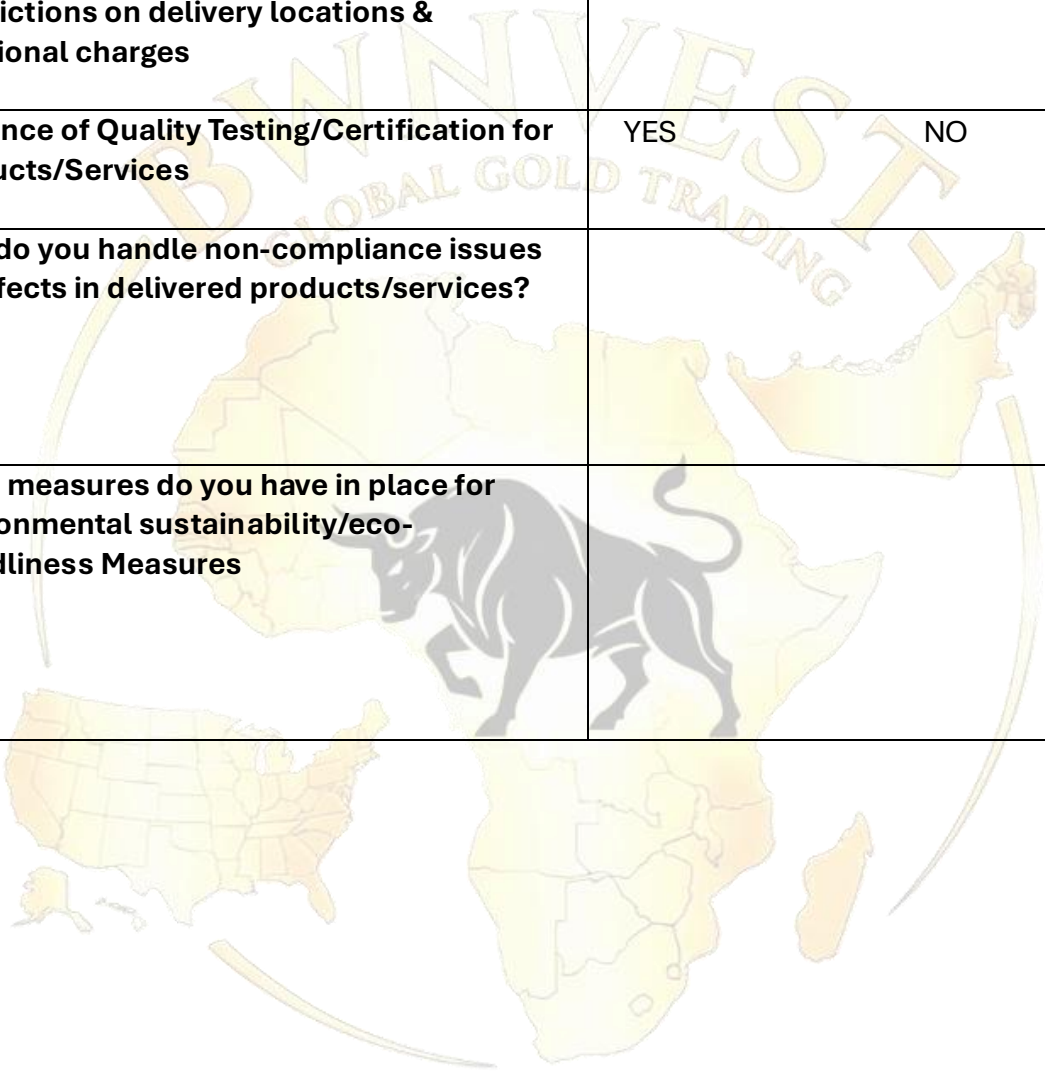 ictions on delivery locations &
ional charges
nce of Quality Testing/Certification for
YES
NO
ucts/Services
do you handle non-compliance issues
fects in delivered products/services?
measures do you have in place for
onmental sustainability/eco-
dliness Measures
BWNVEST
GLOBAL GOLD TRADING